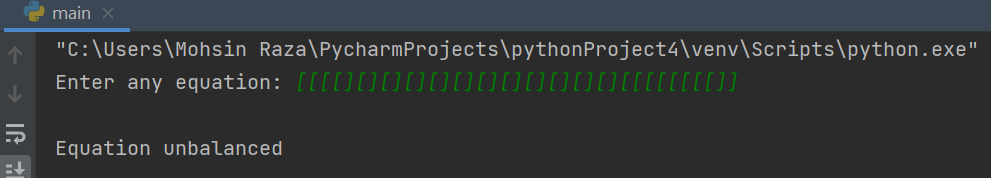 main
"C:\Users\Mohsin Raza\PycharmProjects\pythonProject4\venv\Scripts\python.exe"
Enter any equation: [[[[][][][][][][][][][][][][[[[[[[[]]
Equation unbalanced